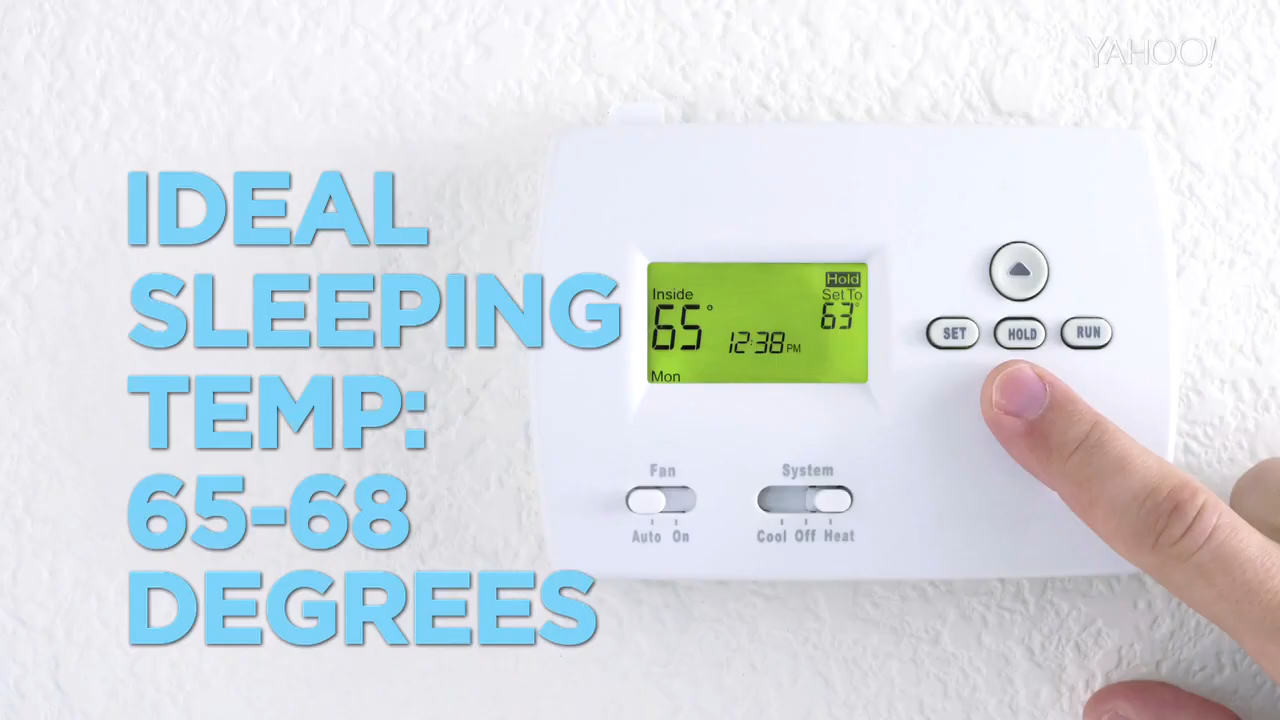 YAHOO!
IDEAL
SLEEPING
TEMP:
65-68
DEGREES
Hold
Inside
Set To
65°
63°
12:38 PM
Mon
SET
HOLD
RUN
Fan
Auto On
System
Cool Off Heat